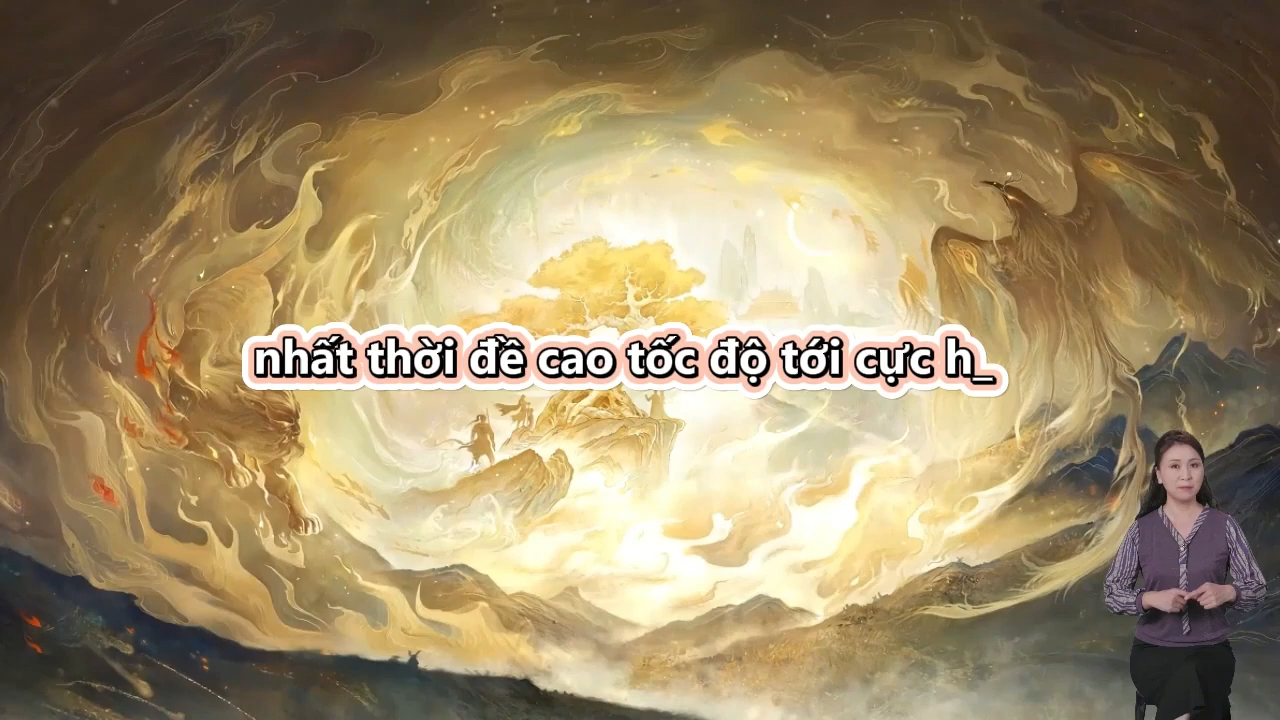 nhất thời đề cao tốc độ tới cực h_